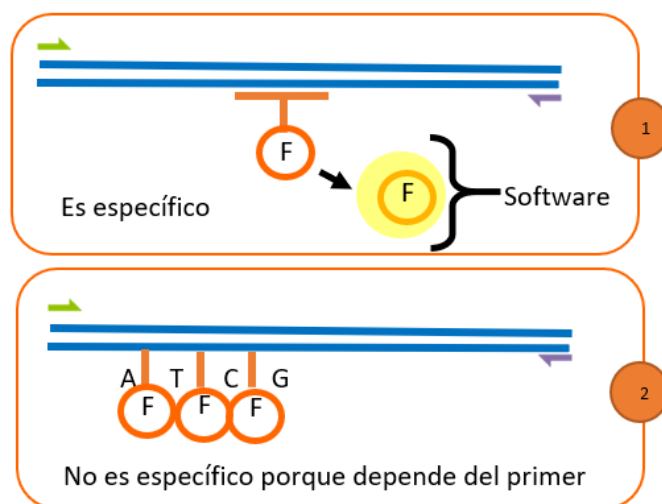 1
F
F
Software
Es específico
A T C G
F F F
2
No es específico porque depende del primer